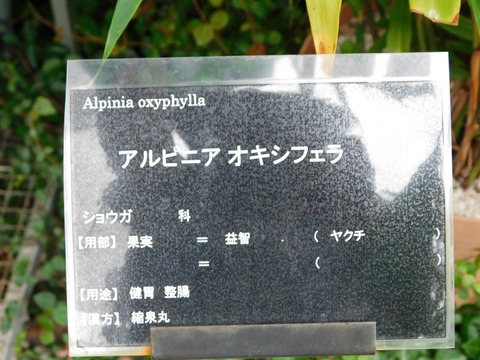 Alpinia oxyphylla
アルピニア オキシフェラ
ショウガ 科
【用部】 果実 ＝ 益智 . （ ヤクチ ）
＝ （ ）
【用途】 健胃 整腸
【漢方】 縮泉丸